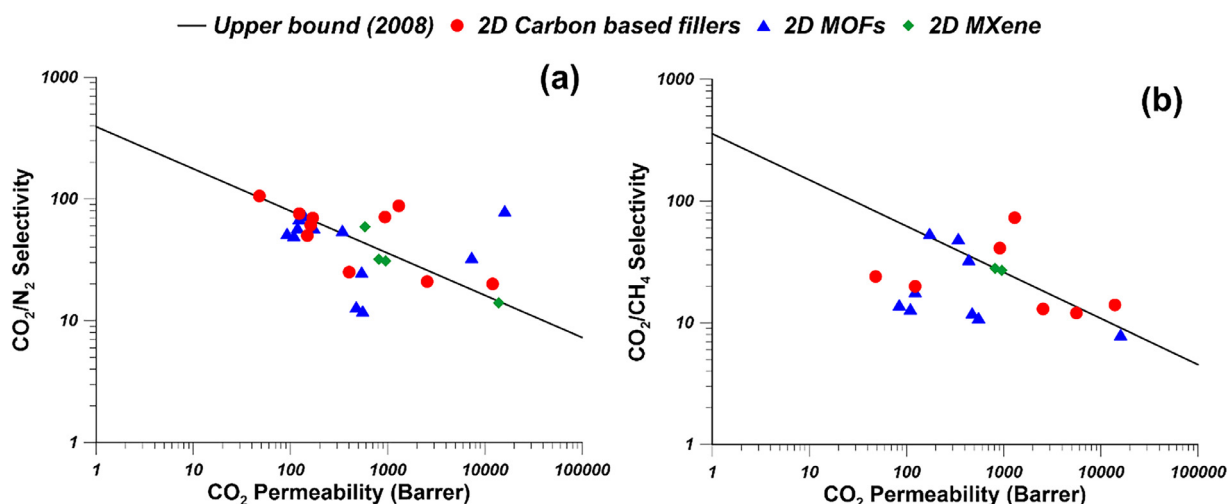 Upper bound (2008) 2D Carbon based fillers 2D MOFs 2D MXene
(a)
1000
100
10
1
CO2/N2 Selectivity
1 10 100 1000 10000 100000
CO2 Permeability (Barrer)
(b)
1000
100
10
1
CO2/CH4 Selectivity
1 10 100 1000 10000 100000
CO2 Permeability (Barrer)